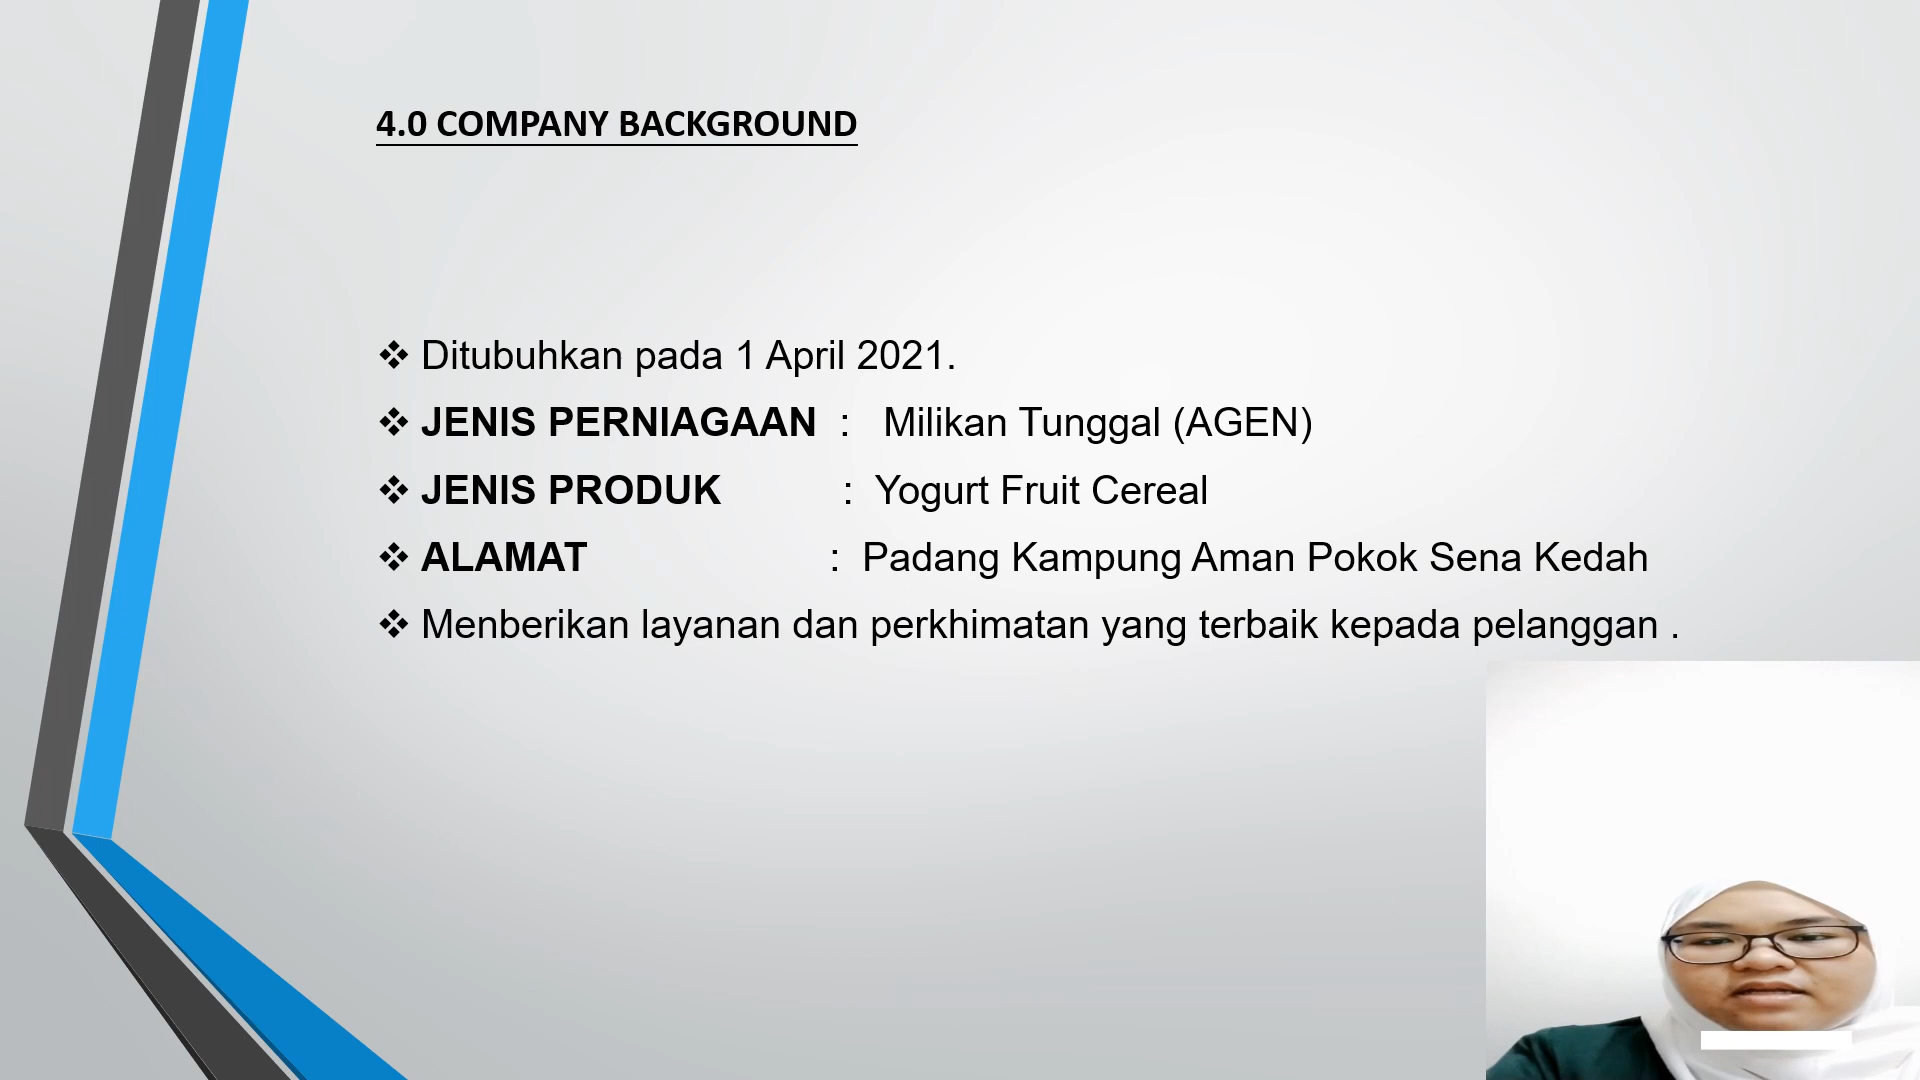 4.0 COMPANY BACKGROUND
❖ Ditubuhkan pada 1 April 2021.
❖ JENIS PERNIAGAAN : Milikan Tunggal (AGEN)
❖ JENIS PRODUK : Yogurt Fruit Cereal
❖ ALAMAT : Padang Kampung Aman Pokok Sena Kedah
❖ Menberikan layanan dan perkhimatan yang terbaik kepada pelanggan .